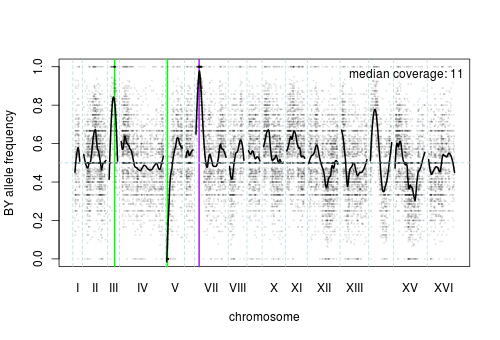 median coverage: 11
BY allele frequency
1.0
0.8
0.6
0.4
0.2
0.0
I II III IV V VII VIII X XI XII XIII XV XVI
chromosome